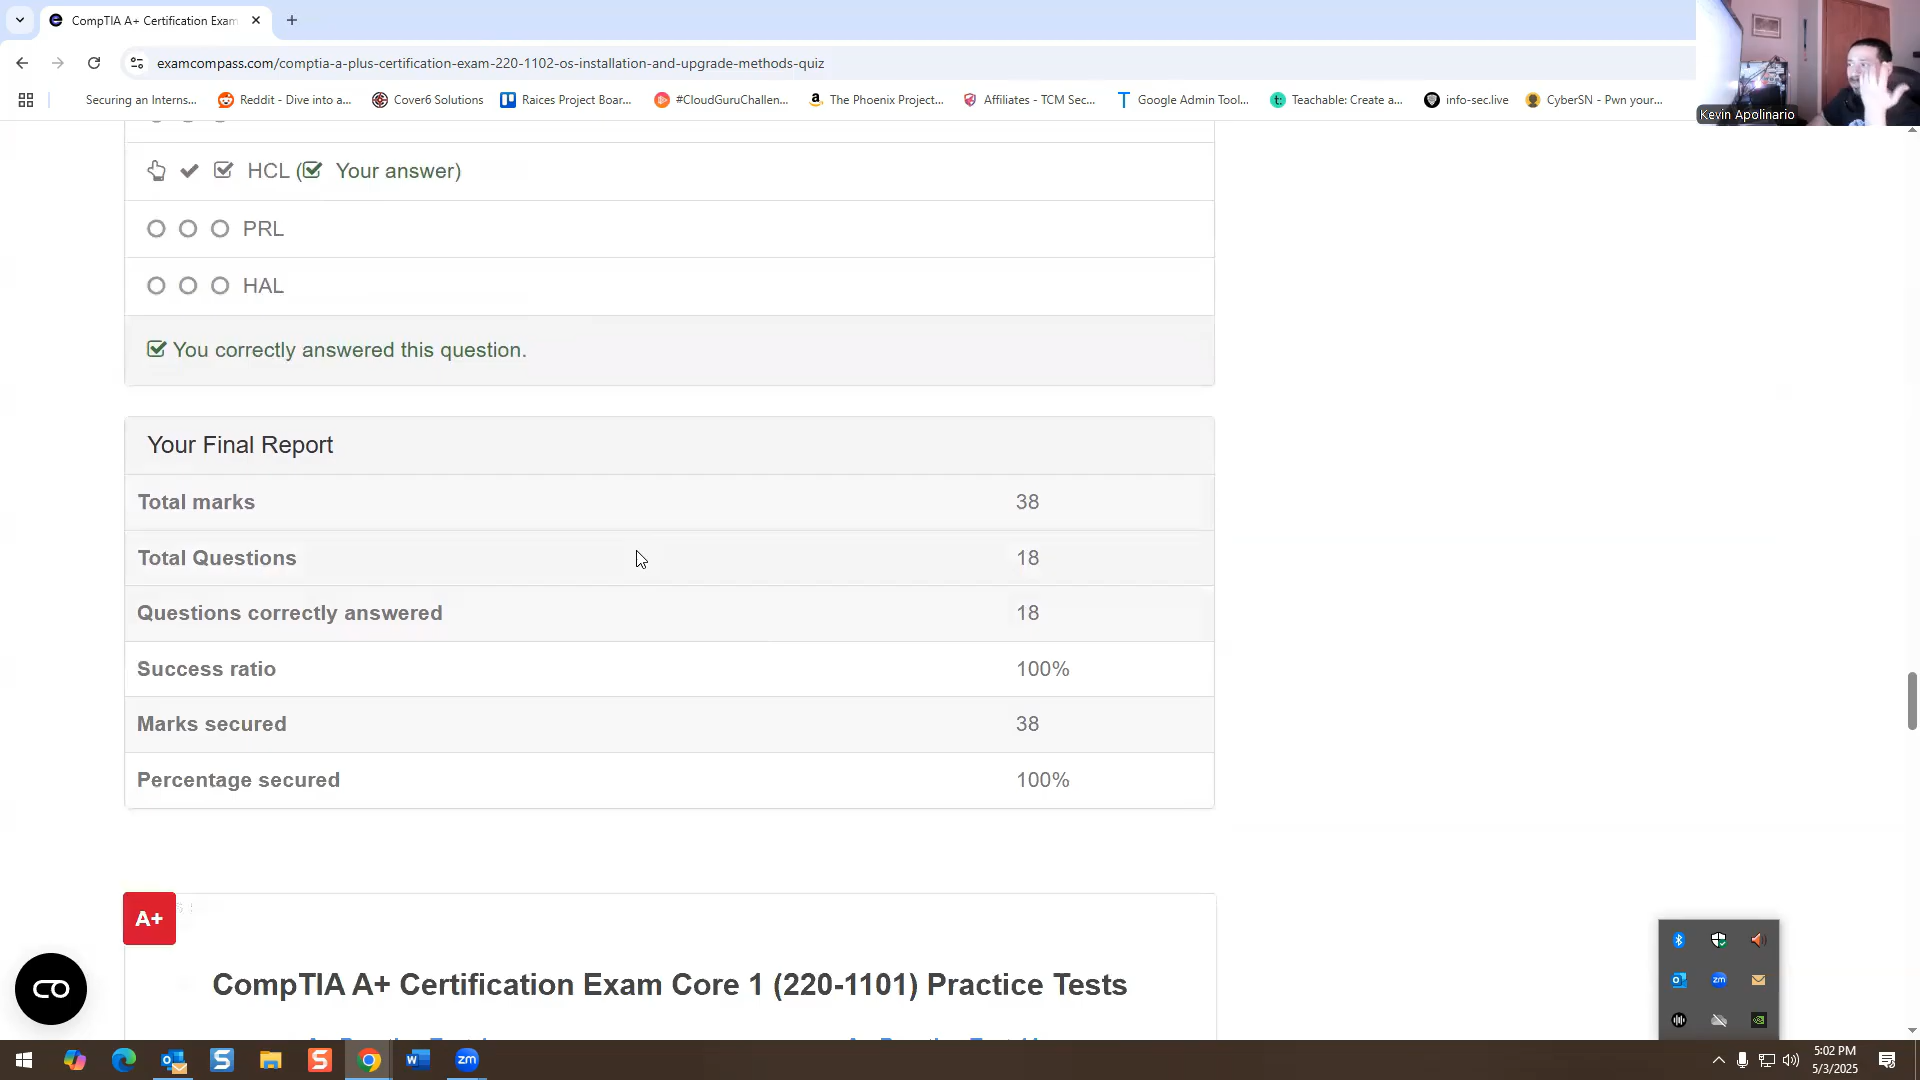 CompTIA A+ Certification Exam
examcompass.com/comptia-a-plus-certification-exam-220-1102-os-installation-and-upgrade-methods-quiz
Securing an Interns...
Reddit - Dive into a...
Cover6 Solutions
Raices Project Boar...
#CloudGuruChallen...
The Phoenix Project...
Affiliates - TCM Sec...
Google Admin Tool...
Teachable: Create a...
info-sec.live
CyberSN - Pwn your...
Kevin Apolinario
HCL ( Your answer)
PRL
HAL
You correctly answered this question.
Your Final Report
Total marks 38
Total Questions 18
Questions correctly answered 18
Success ratio 100%
Marks secured 38
Percentage secured 100%
A+
CompTIA A+ Certification Exam Core 1 (220-1101) Practice Tests
zm
zm
5:02 PM
5/3/2025